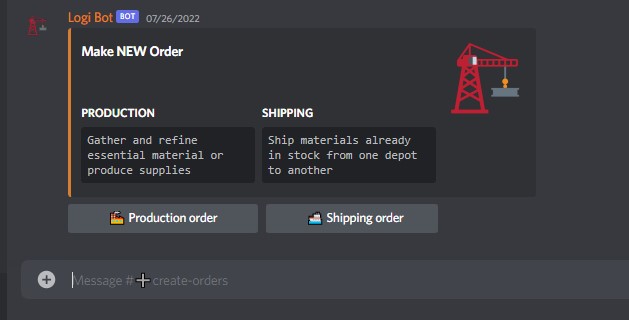 Logi Bot BOT 07/26/2022
Make NEW Order
PRODUCTION
Gather and refine
essential material or
produce supplies
SHIPPING
Ship materials already
in stock from one depot
to another
Production order
Shipping order
Message # create-orders